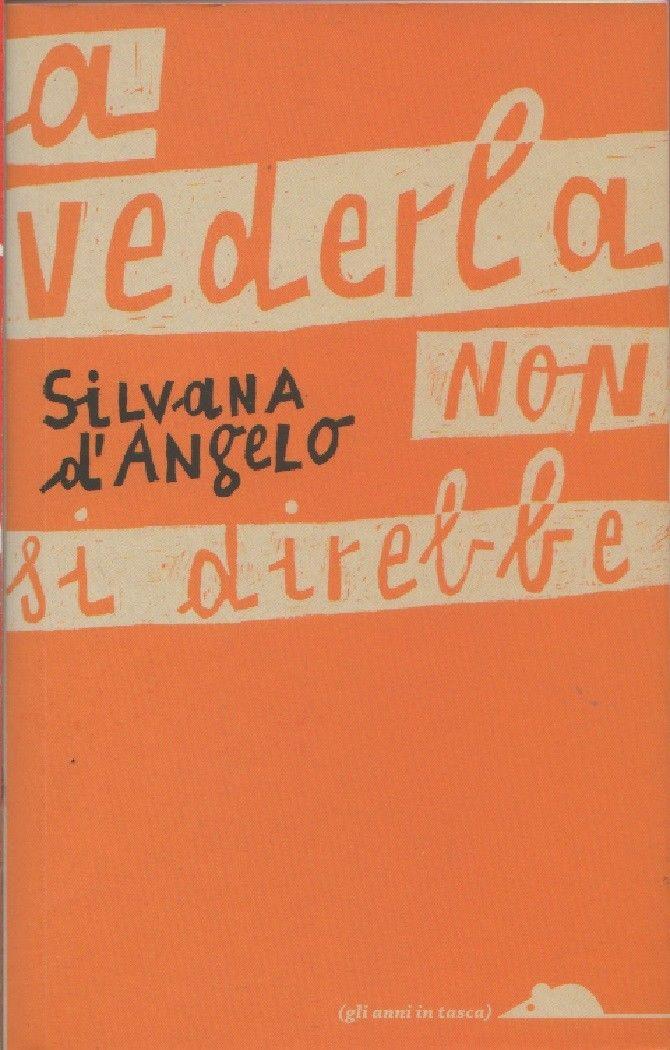 a
vederla
non
Silvana
d'Angelo
si direbbe
(gli anni in tasca)